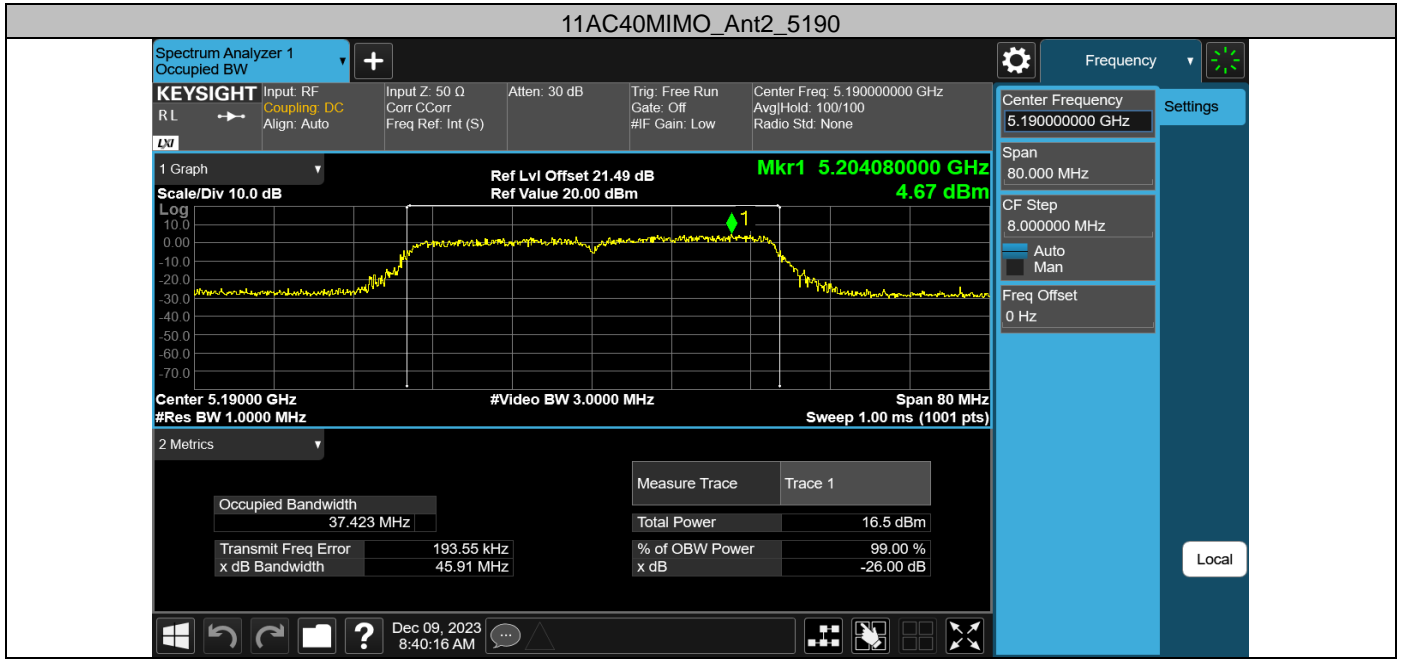 11AC40MIMO_Ant2_5190
Spectrum Analyzer 1
Occupied BW
+
Frequency
KEYSIGHT
R L
LXI
Input: RF
Coupling: DC
Align: Auto
Input Z: 50 Ω
Corr CCorr
Freq Ref: Int (S)
Atten: 30 dB
Trig: Free Run
Gate: Off
#IF Gain: Low
Center Freq: 5.190000000 GHz
Avg|Hold: 100/100
Radio Std: None
Center Frequency
5.190000000 GHz
Settings
Span
80.000 MHz
CF Step
8.000000 MHz
Auto
Man
Freq Offset
0 Hz
Local
1 Graph
Scale/Div 10.0 dB
Ref Lvl Offset 21.49 dB
Ref Value 20.00 dBm
Mkr1 5.204080000 GHz
4.67 dBm
Log
10.0
0.00
-10.0
-20.0
-30.0
-40.0
-50.0
-60.0
-70.0
1
Center 5.19000 GHz
#Res BW 1.0000 MHz
#Video BW 3.0000 MHz
Span 80 MHz
Sweep 1.00 ms (1001 pts)
2 Metrics
Measure Trace Trace 1
Occupied Bandwidth
37.423 MHz
Total Power 16.5 dBm
Transmit Freq Error 193.55 kHz
% of OBW Power 99.00 %
x dB Bandwidth 45.91 MHz
x dB -26.00 dB
?
Dec 09, 2023
8:40:16 AM